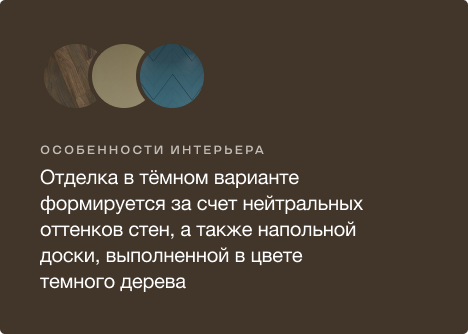 ОСОБЕННОСТИ ИНТЕРЬЕРА
Отделка в тёмном варианте
формируется за счет нейтральных
оттенков стен, а также напольной
доски, выполненной в цвете
темного дерева